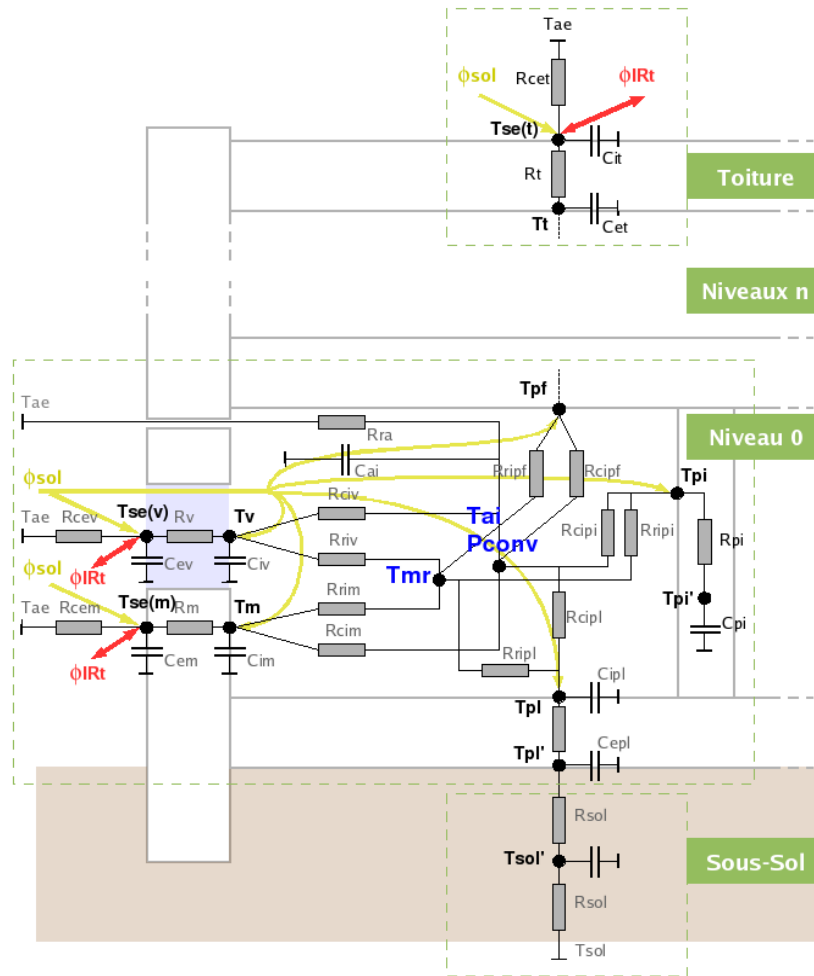 Tae
Rcet
ϕsol
ϕIRt
Tse(t)
Cit
Rt
Toiture
Tt
Cet
Niveaux n
Tpf
Tae
Rra
Niveau 0
Cai
Rripf
Rcipf
Tpi
ϕsol
Tse(v)
Rciv
Tae
Rcev
Rv
Tv
Tai
Pconv
Rcipi
Rripi
Rpi
Cev
Civ
Rriv
ϕIRt
ϕsol
Tmr
Tse(m)
Rrim
Tpi'
Tae
Rcem
Rm
Tm
Rcipl
Cpi
Rcim
Cem
Cim
ϕIRt
Rripl
Cipl
Tpl
Tpl'
Cepl
Rsol
Tsol'
Sous-Sol
Rsol
Tsol